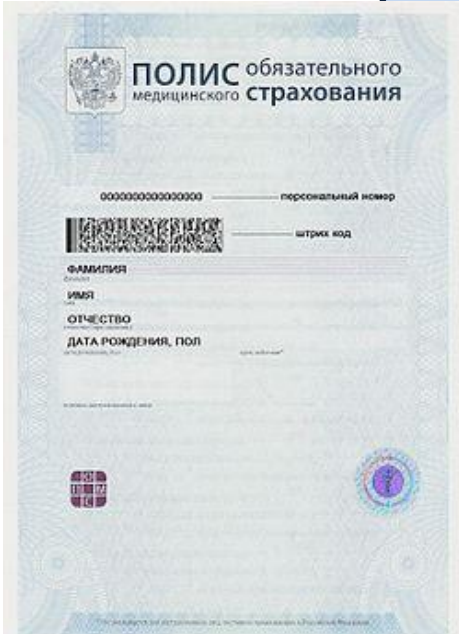 ПОЛИС обязательного
медицинского страхования
0000000000000000 персональный номер
штрих код
ФАМИЛИЯ
ИМЯ
ОТЧЕСТВО
ДАТА РОЖДЕНИЯ, ПОЛ